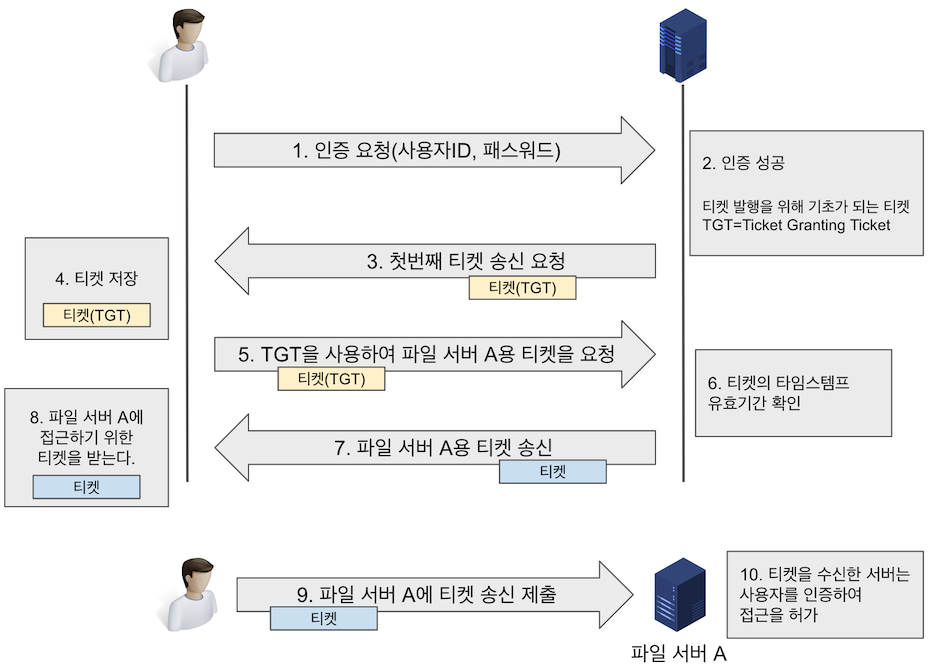 1. 인증 요청(사용자ID, 패스워드)
2. 인증 성공
티켓 발행을 위해 기초가 되는 티켓
TGT=Ticket Granting Ticket
3. 첫번째 티켓 송신 요청
티켓(TGT)
4. 티켓 저장
티켓(TGT)
5. TGT을 사용하여 파일 서버 A용 티켓을 요청
티켓(TGT)
6. 티켓의 타임스템프
유효기간 확인
7. 파일 서버 A용 티켓 송신
티켓
8. 파일 서버 A에
접근하기 위한
티켓을 받는다.
티켓
9. 파일 서버 A에 티켓 송신 제출
티켓
10. 티켓을 수신한 서버는
사용자를 인증하여
접근을 허가
파일 서버 A